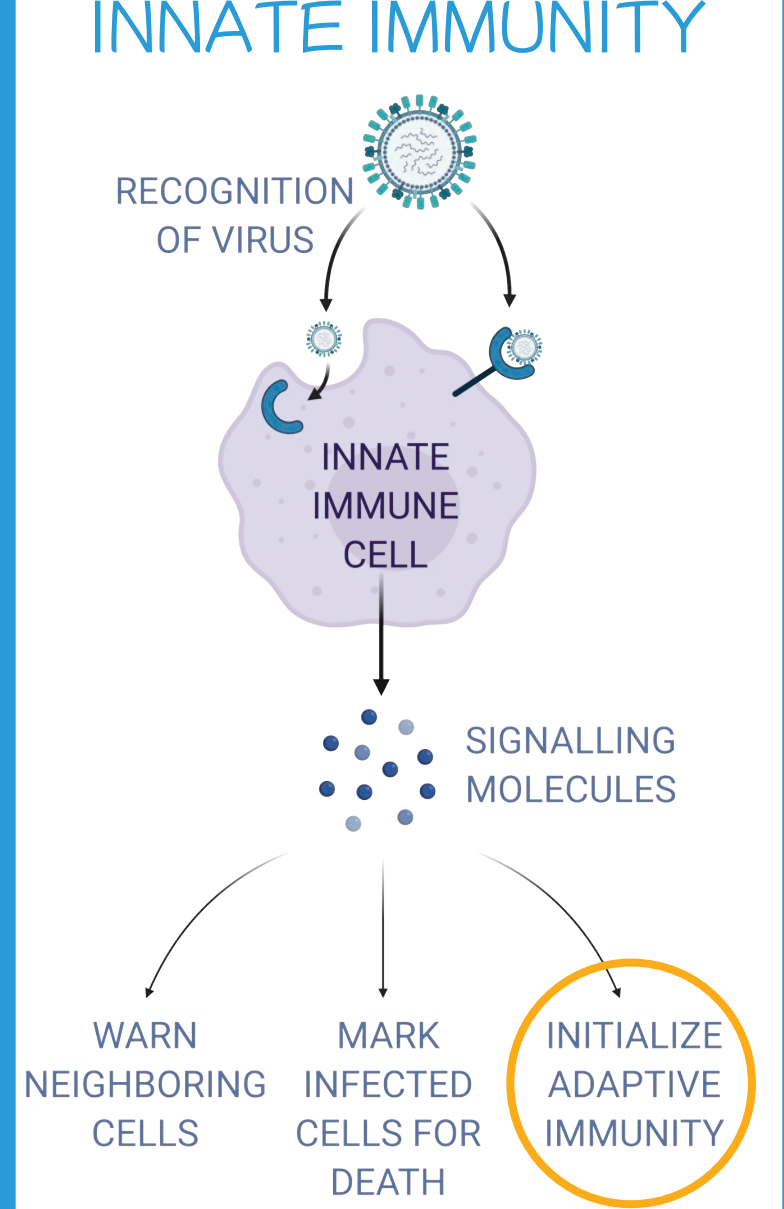 INNATE IMMUNITY
RECOGNITION
OF VIRUS
INNATE
IMMUNE
CELL
SIGNALLING
MOLECULES
WARN
NEIGHBORING
CELLS
MARK
INFECTED
CELLS FOR
DEATH
INITIALIZE
ADAPTIVE
IMMUNITY